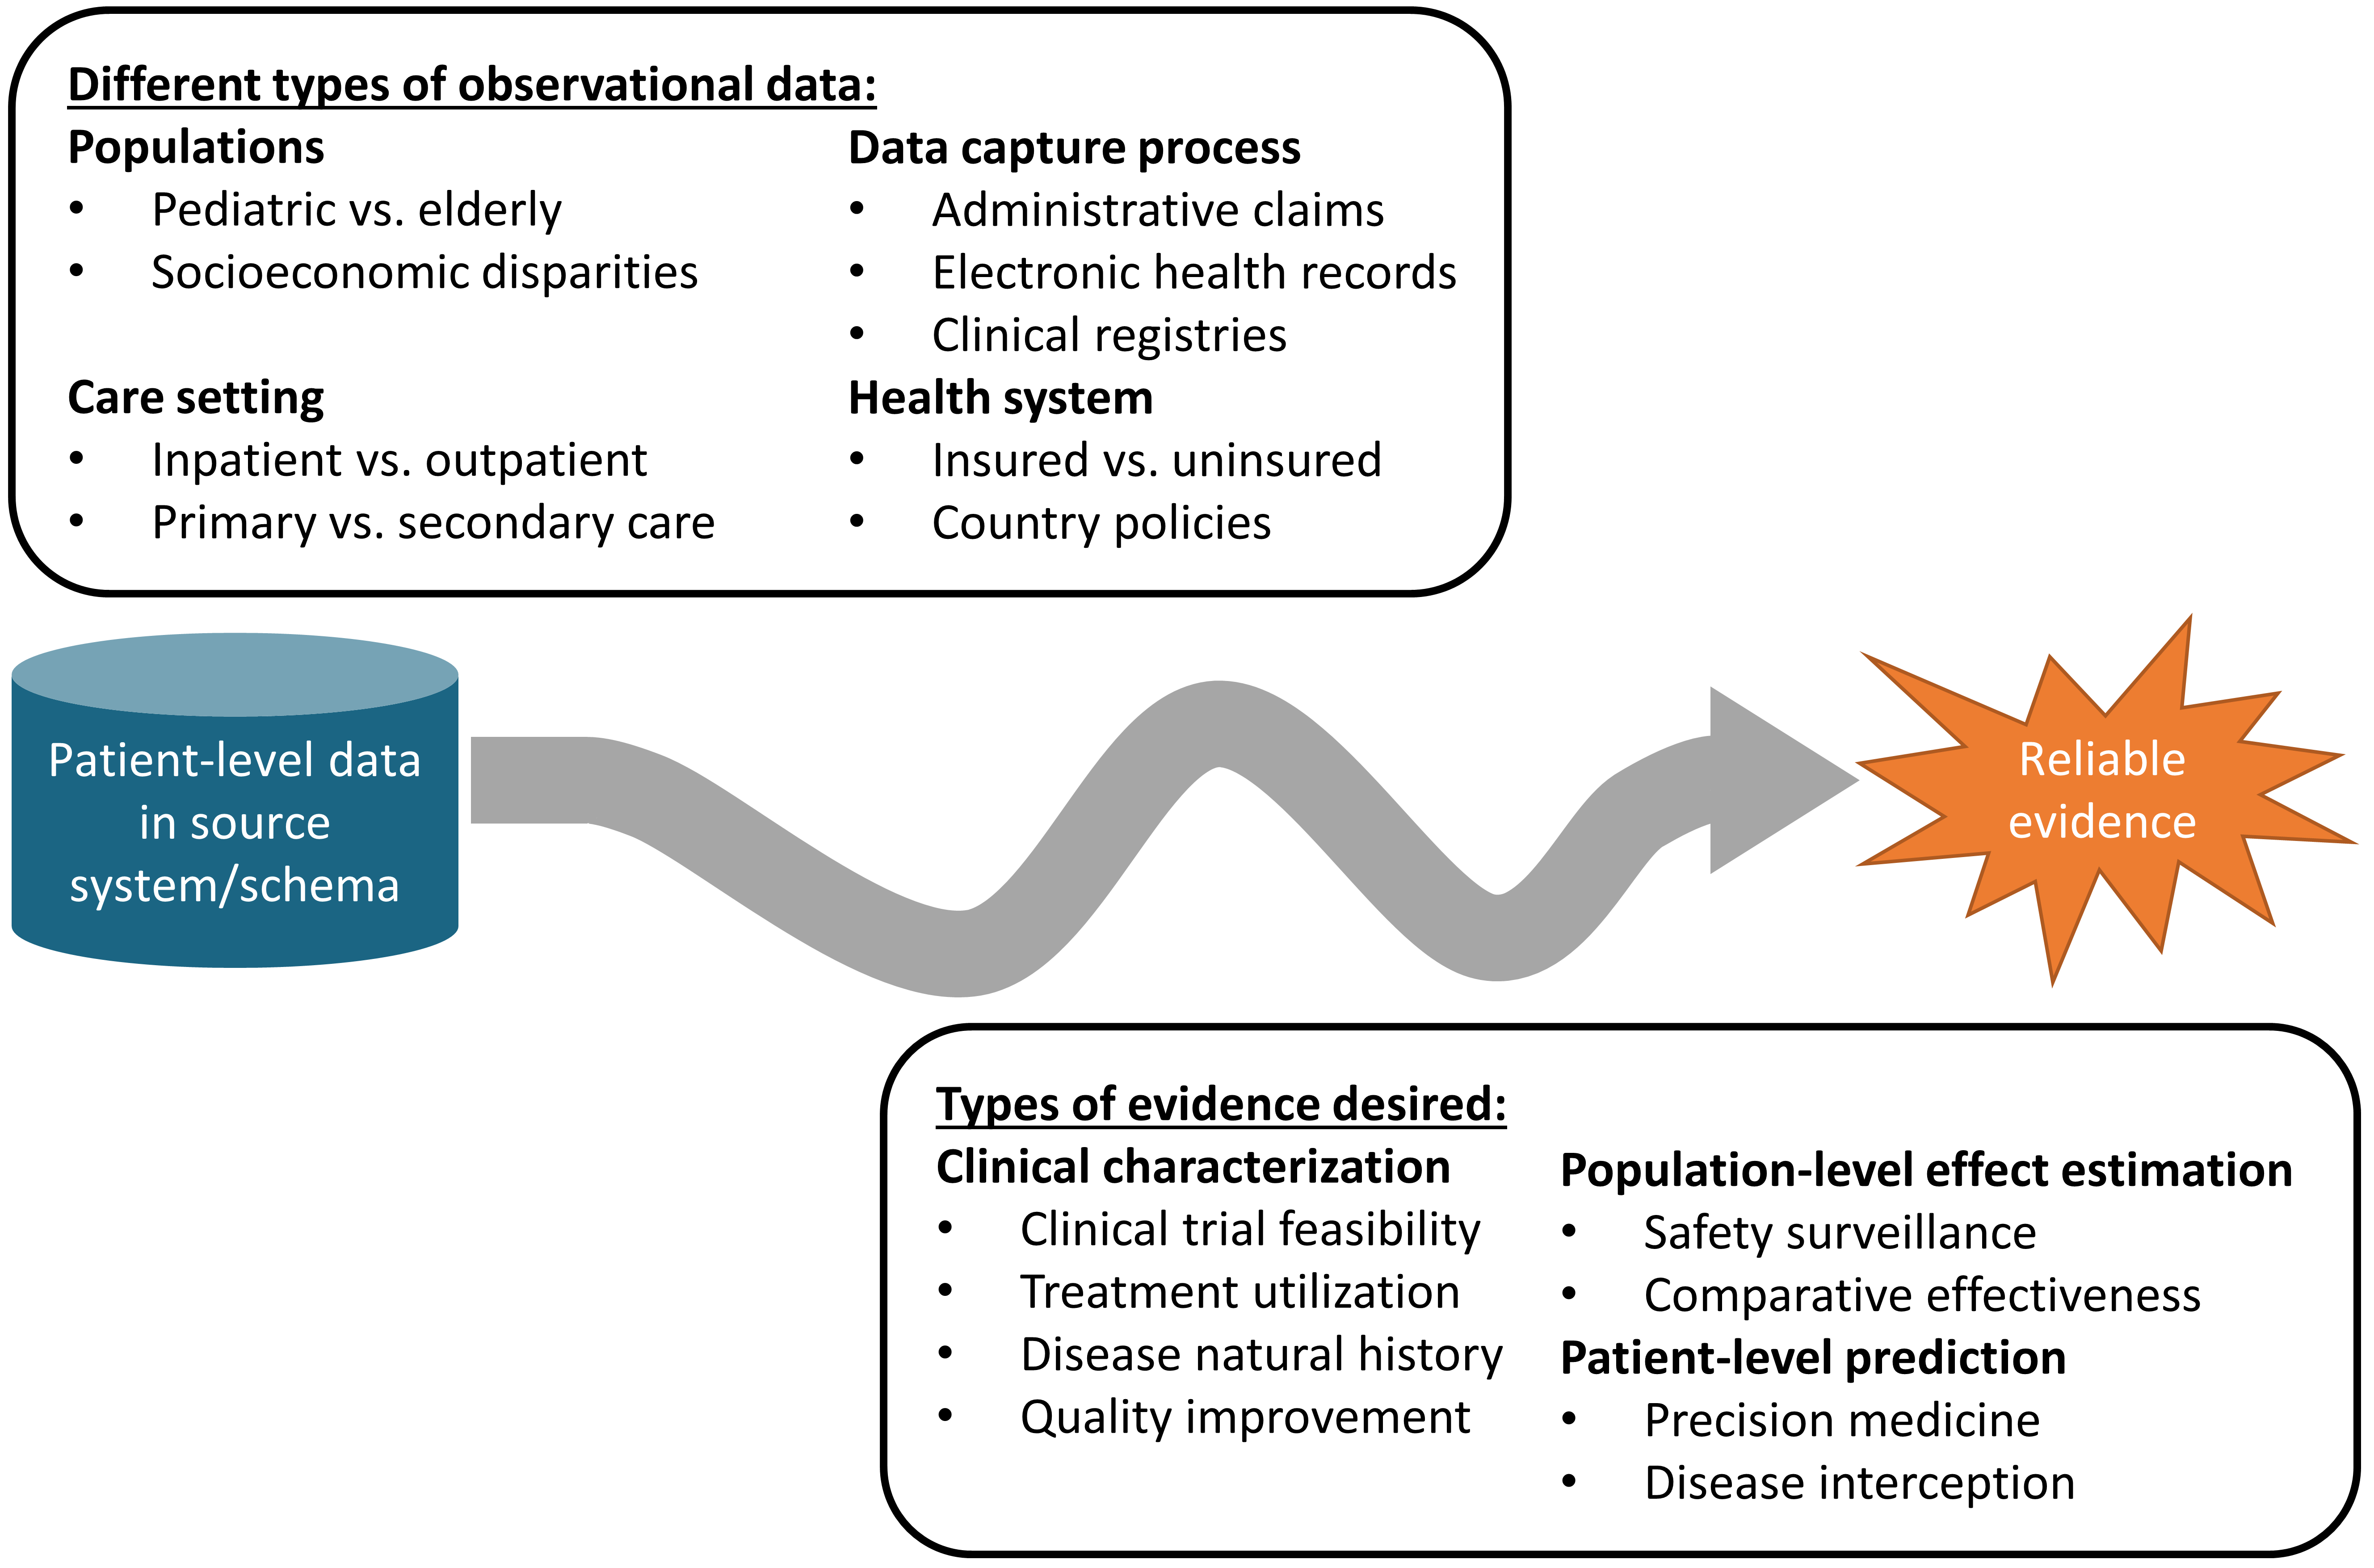 Different types of observational data:
Populations
• Pediatric vs. elderly
• Socioeconomic disparities
Care setting
• Inpatient vs. outpatient
• Primary vs. secondary care
Data capture process
• Administrative claims
• Electronic health records
• Clinical registries
Health system
• Insured vs. uninsured
• Country policies
Patient-level data
in source
system/schema
Reliable
evidence
Types of evidence desired:
Clinical characterization
• Clinical trial feasibility
• Treatment utilization
• Disease natural history
• Quality improvement
Population-level effect estimation
• Safety surveillance
• Comparative effectiveness
Patient-level prediction
• Precision medicine
• Disease interception